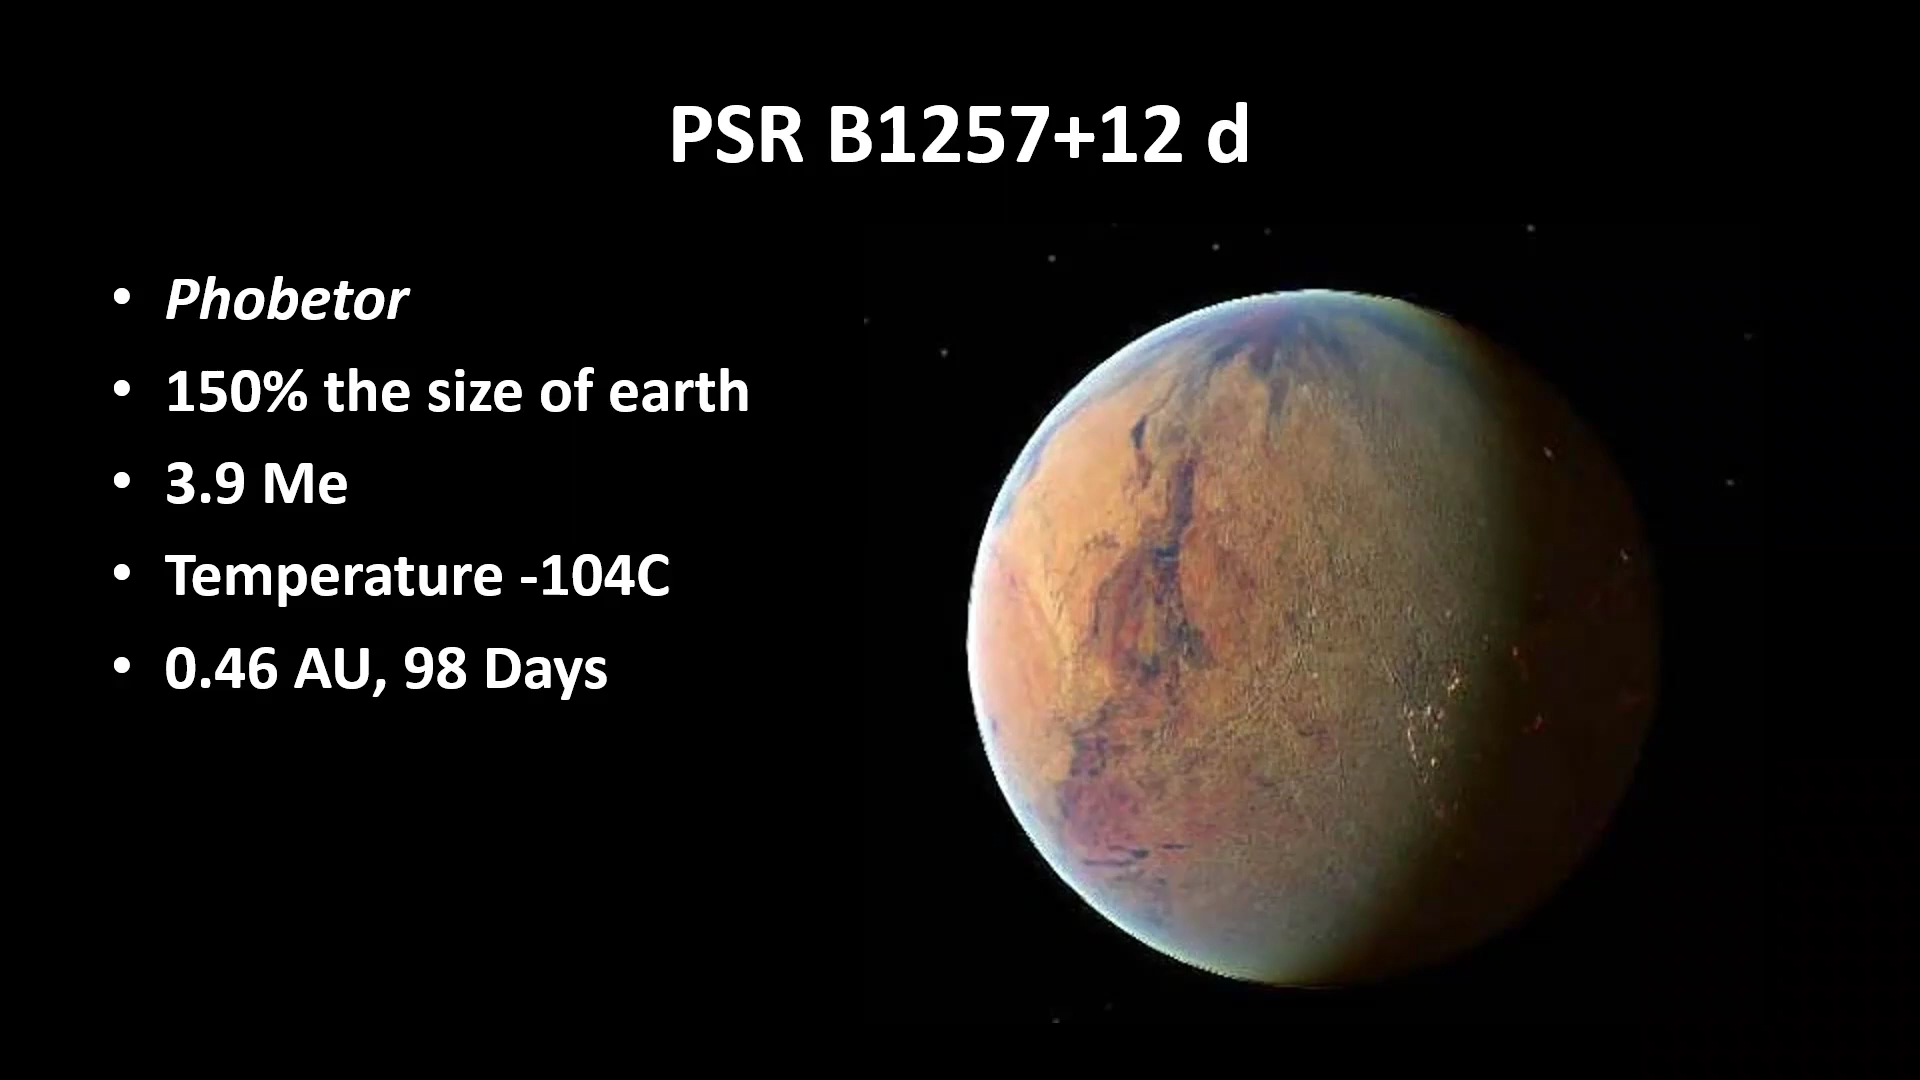 PSR B1257+12 d
• Phobetor
• 150% the size of earth
• 3.9 Me
• Temperature -104C
• 0.46 AU, 98 Days